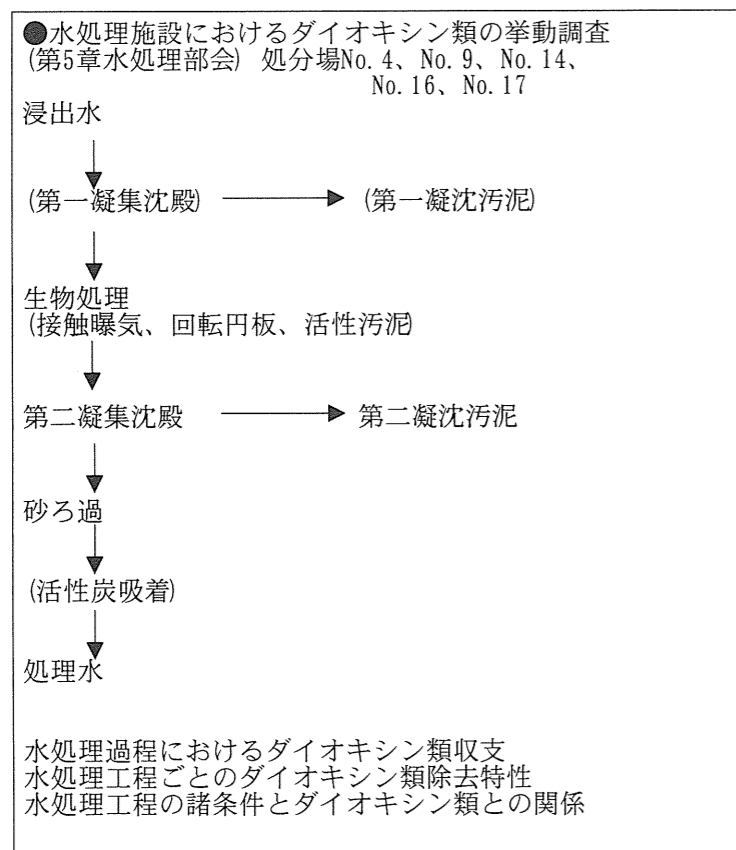 ●水処理施設におけるダイオキシン類の挙動調査
(第5章水処理部会) 処分場No.4、No.9、No.14、
No.16、No.17
浸出水
(第一凝集沈殿) (第一凝沈汚泥)
生物処理
(接触曝気、回転円板、活性汚泥)
第二凝集沈殿 第二凝沈汚泥
砂ろ過
(活性炭吸着)
処理水
水処理過程におけるダイオキシン類収支
水処理工程ごとのダイオキシン類除去特性
水処理工程の諸条件とダイオキシン類との関係